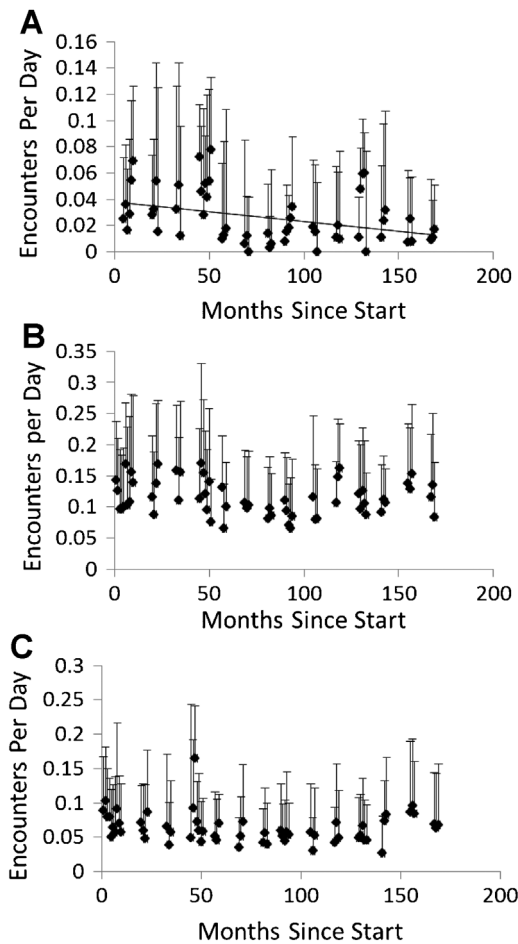 A
0.16
0.14
0.12
0.1
0.08
0.06
0.04
0.02
0
Encounters Per Day
0 50 100 150 200
Months Since Start
B
0.35
0.3
0.25
0.2
0.15
0.1
0.05
0
Encounters per Day
0 50 100 150 200
Months Since Start
C
0.3
0.25
0.2
0.15
0.1
0.05
0
Encounters Per Day
0 50 100 150 200
Months Since Start